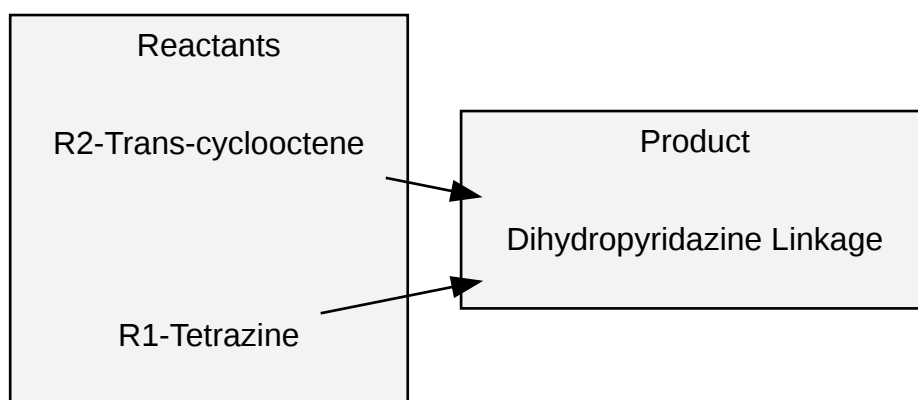 Reactants
R2-Trans-cyclooctene
R1-Tetrazine
Product
Dihydropyridazine Linkage